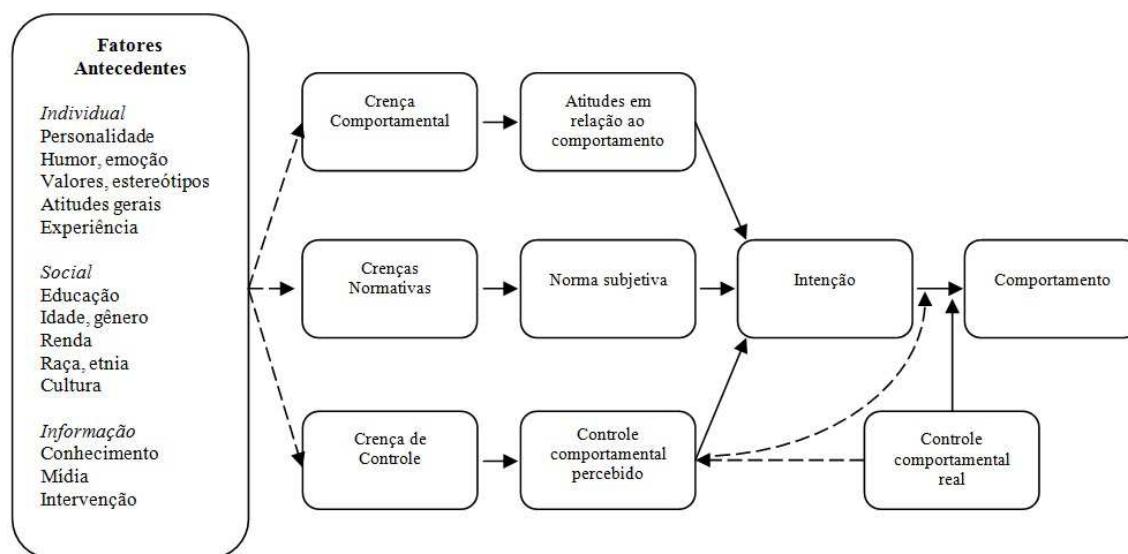 Fatores
Antecedentes
Individual
Personalidade
Humor, emoção
Valores, estereótipos
Atitudes gerais
Experiência
Social
Educação
Idade, gênero
Renda
Raça, etnia
Cultura
Informação
Conhecimento
Mídia
Intervenção
Crença
Comportamental
Atitudes em
relação ao
comportamento
Crenças
Normativas
Norma subjetiva
Intenção
Comportamento
Crença de
Controle
Controle
comportamental
percebido
Controle
comportamental
real